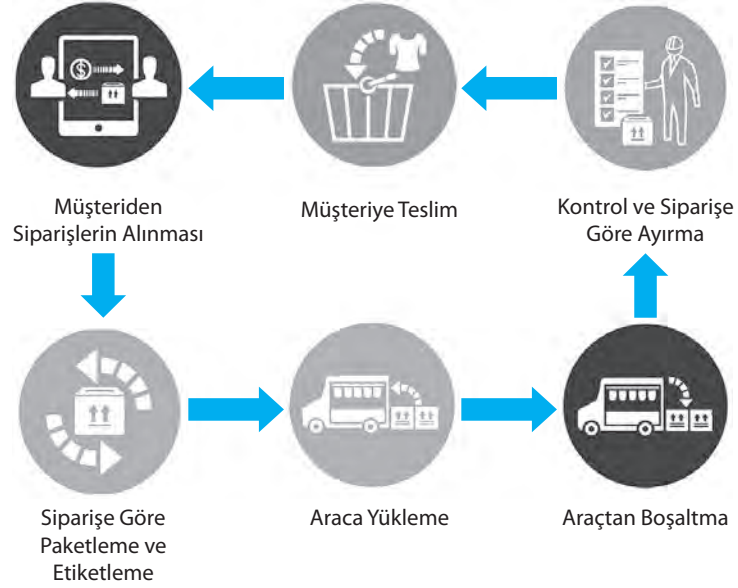 Müşteriden
Siparişlerin Alınması
Müşteriye Teslim
Kontrol ve Siparişe
Göre Ayırma
Siparişe Göre
Paketleme ve
Etiketleme
Araca Yükleme
Araçtan Boşaltma